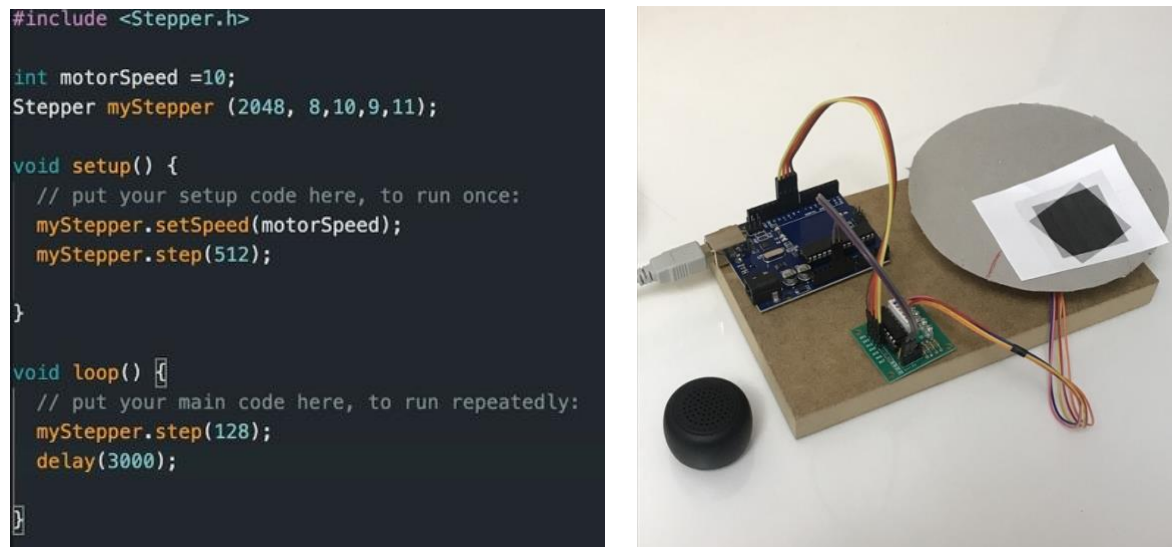 #include <Stepper.h>
int motorSpeed =10;
Stepper myStepper (2048, 8,10,9,11);
void setup() {
// put your setup code here, to run once:
myStepper.setSpeed(motorSpeed);
myStepper.step(512);
}
void loop() {
// put your main code here, to run repeatedly:
myStepper.step(128);
delay(3000);
}